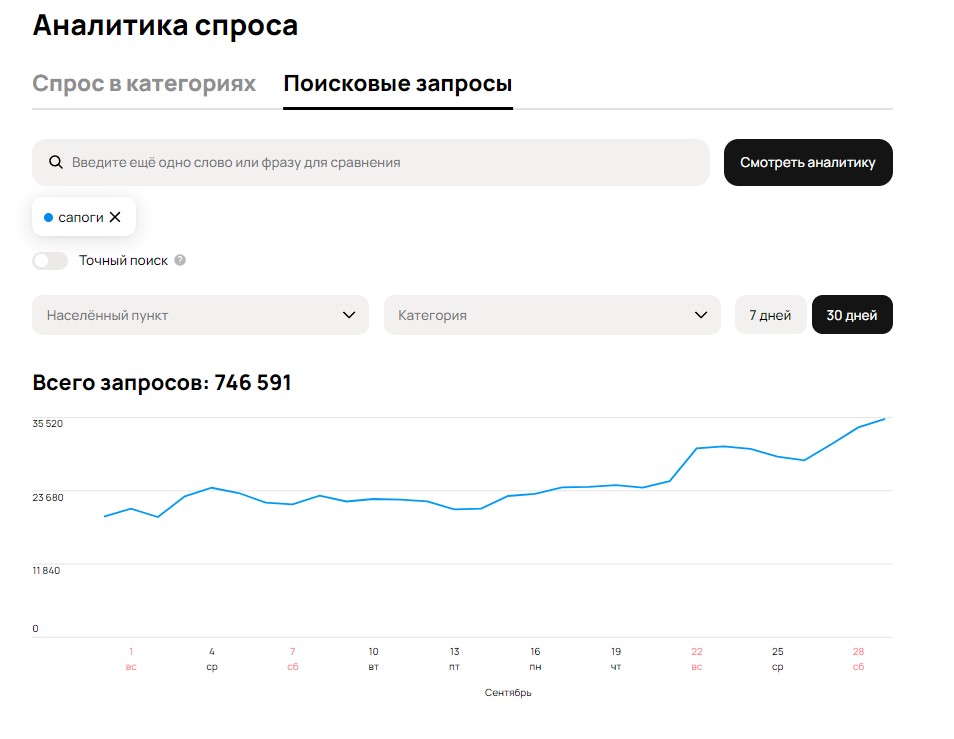 Аналитика спроса
Спрос в категориях Поисковые запросы
Введите ещё одно слово или фразу для сравнения Смотреть аналитику
сапоги
Точный поиск ?
Населённый пункт Категория 7 дней 30 дней
Всего запросов: 746 591
35 520
23 680
11 840
0
1 4 7 10 13 16 19 22 25 28
вс ср сб вт пт пн чт вс ср сб
Сентябрь